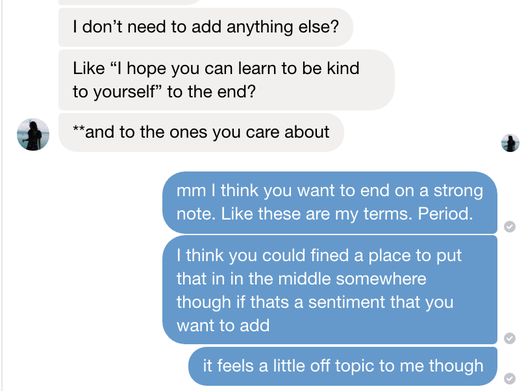 I don't need to add anything else?
Like “I hope you can learn to be kind
to yourself” to the end?
**and to the ones you care about
mm I think you want to end on a strong
note. Like these are my terms. Period.
I think you could fined a place to put
that in in the middle somewhere
though if thats a sentiment that you
want to add
it feels a little off topic to me though